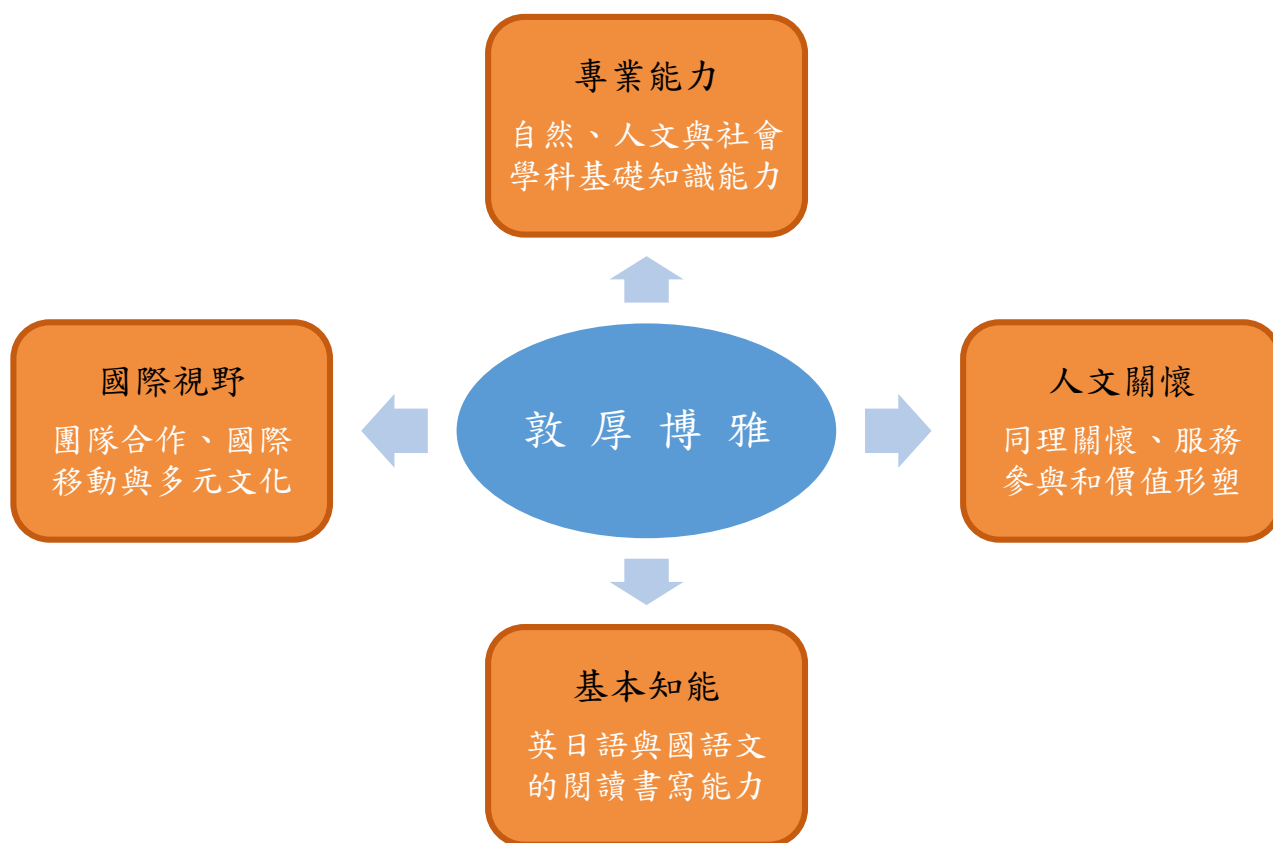 專業能力
自然、人文與社會
學科基礎知識能力
國際視野
團隊合作、國際
移動與多元文化
敦厚博雅
人文關懷
同理關懷、服務
參與和價值形塑
基本知能
英日語與國語文
的閱讀書寫能力